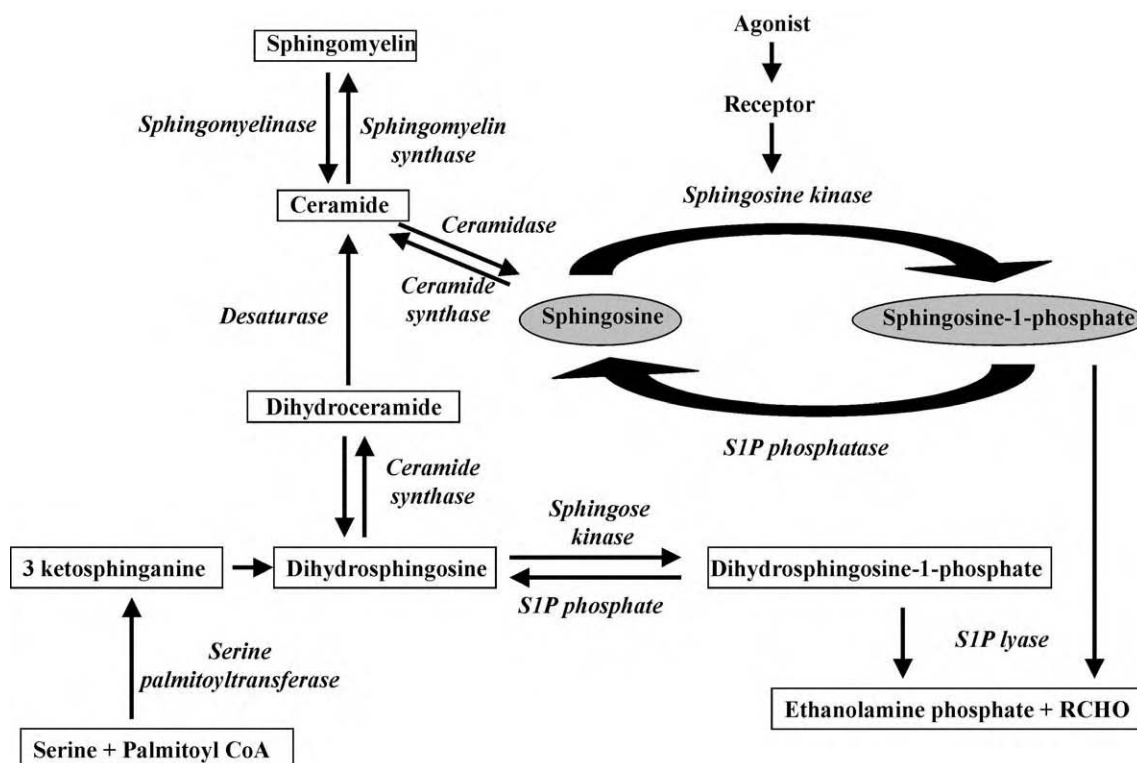 Sphingomyelin
Agonist
Receptor
Sphingomyelinase
Sphingomyelin
synthase
Sphingosine kinase
Ceramide
Ceramidase
Ceramide
synthase
Sphingosine
Sphingosine-1-phosphate
Desaturase
Dihydroceramide
S1P phosphatase
Ceramide
synthase
Sphingose
kinase
3 ketosphinganine
Dihydrosphingosine
Dihydrosphingosine-1-phosphate
S1P phosphate
Serine
palmitoyltransferase
S1P lyase
Ethanolamine phosphate + RCHO
Serine + Palmitoyl CoA